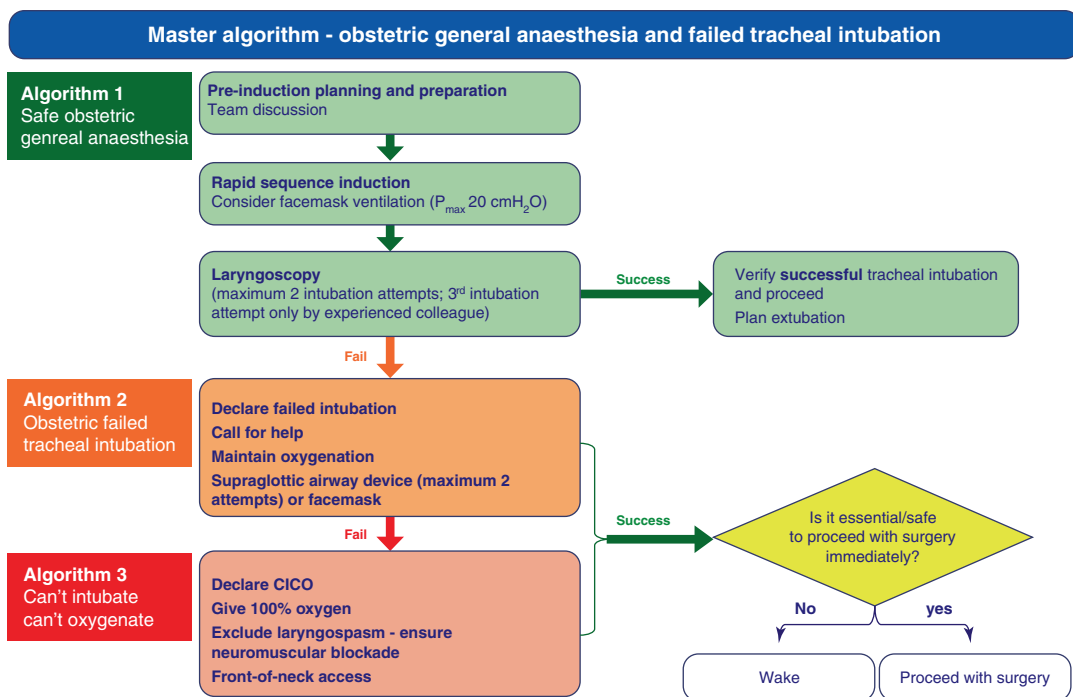 Master algorithm - obstetric general anaesthesia and failed tracheal intubation
Algorithm 1
Safe obstetric
genreal anaesthesia
Pre-induction planning and preparation
Team discussion
Rapid sequence induction
Consider facemask ventilation (Pmax 20 cmH2O)
Laryngoscopy
(maximum 2 intubation attempts; 3rd intubation
attempt only by experienced colleague)
Success
Verify successful tracheal intubation
and proceed
Plan extubation
Fail
Algorithm 2
Obstetric failed
tracheal intubation
Declare failed intubation
Call for help
Maintain oxygenation
Supraglottic airway device (maximum 2
attempts) or facemask
Fail
Success
Is it essential/safe
to proceed with surgery
immediately?
Algorithm 3
Can't intubate
can't oxygenate
Declare CICO
Give 100% oxygen
Exclude laryngospasm - ensure
neuromuscular blockade
Front-of-neck access
No
yes
Wake
Proceed with surgery